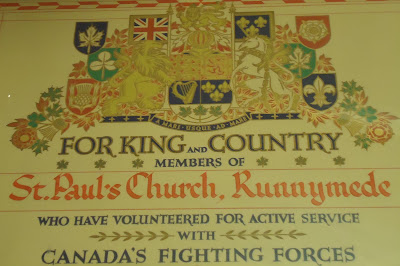 A MARI USQUE AD MARE
FOR KING AND COUNTRY
MEMBERS OF
St. Paul's Church, Runnymede
WHO HAVE VOLUNTEERED FOR ACTIVE SERVICE
WITH
CANADA'S FIGHTING FORCES